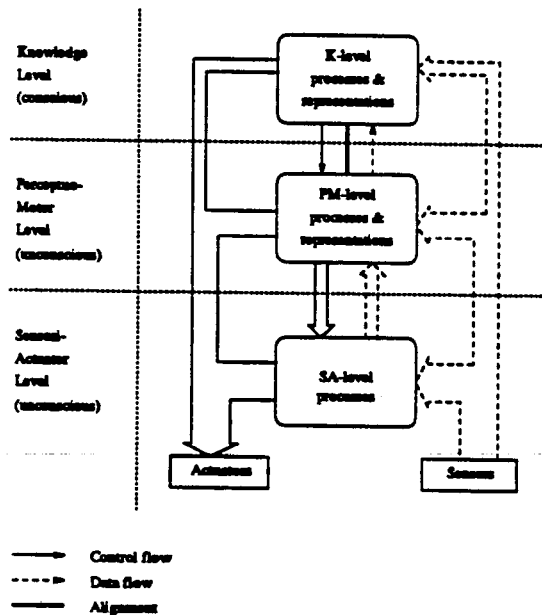 Knowledge
Level
(conscious)
K-level
processes &
representations
Perceptuo-
Motor
Level
(unconscious)
PM-level
processes &
representations
Sensori-
Actuator
Level
(unconscious)
SA-level
processes
Actuators
Sensors
Control flow
Data flow
Alignment